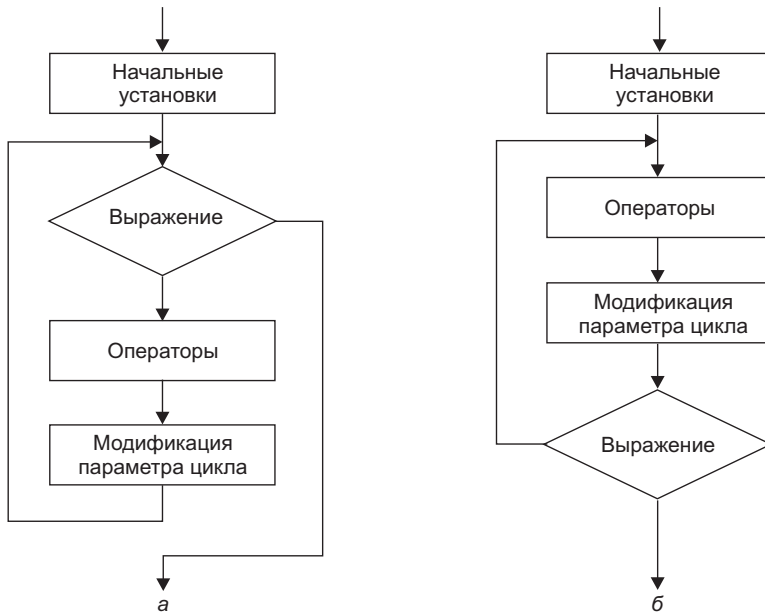 Начальные
установки
Выражение
Операторы
Модификация
параметра цикла
а
Начальные
установки
Операторы
Модификация
параметра цикла
Выражение
б